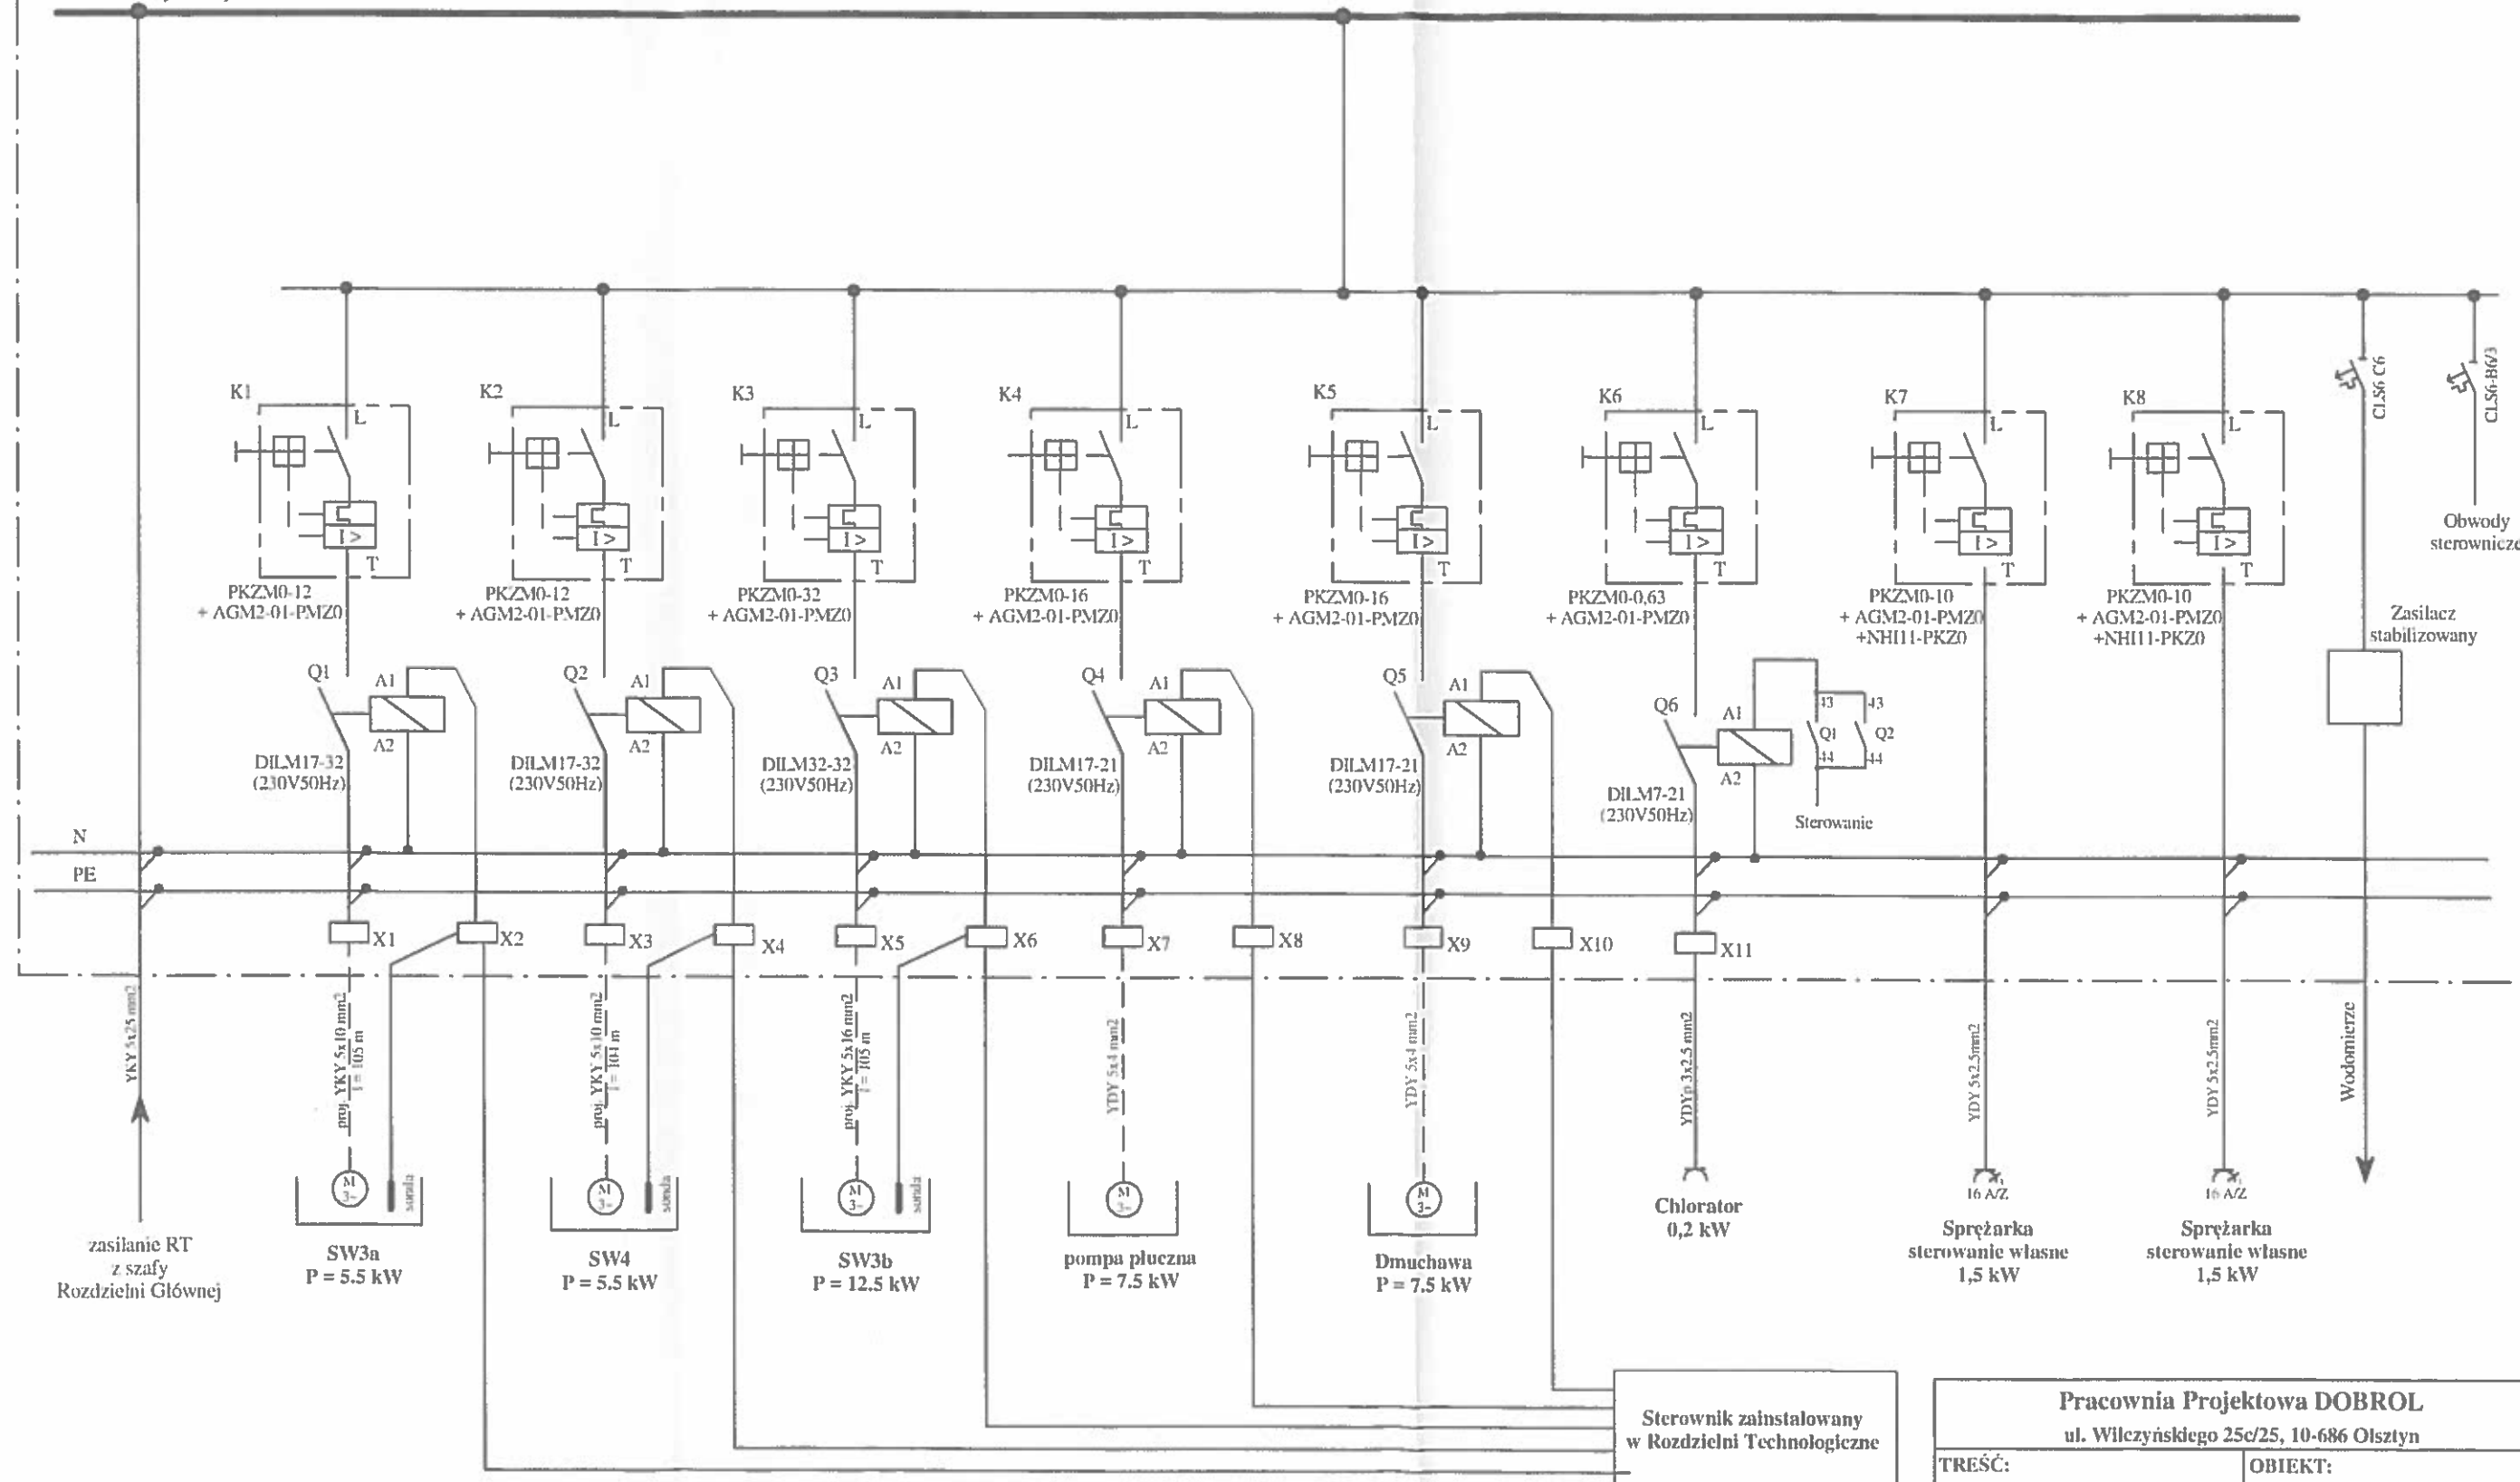 K1
K2
K3
K4
K5
K6
K7
K8
L
L
L
L
L
L
L
L
CLS6 C6
CLS6-B6/3
I >
I >
I >
I >
I >
I >
I >
I >
T
T
T
T
T
T
T
T
Obwody
sterownicze
PKZM0-12
+ AGM2-01-PMZ0
PKZM0-12
+ AGM2-01-PMZ0
PKZM0-32
+ AGM2-01-PMZ0
PKZM0-16
+ AGM2-01-PMZ0
PKZM0-16
+ AGM2-01-PMZ0
PKZM0-0,63
+ AGM2-01-PMZ0
PKZM0-10
+ AGM2-01-PMZ0
+NHI11-PKZ0
PKZM0-10
+ AGM2-01-PMZ0
+NHI11-PKZ0
Zasilacz
stabilizowany
Q1
A1
A2
DILM17-32
(230V50Hz)
Q2
A1
A2
DILM17-32
(230V50Hz)
Q3
A1
A2
DILM32-32
(230V50Hz)
Q4
A1
A2
DILM17-21
(230V50Hz)
Q5
A1
A2
DILM17-21
(230V50Hz)
Q6
A1
A2
DILM7-21
(230V50Hz)
43
43
Q1
Q2
44
44
Sterowanie
N
PE
X1
X2
X3
X4
X5
X6
X7
X8
X9
X10
X11
YKY 5x25 mm2
proj. YKY 5x10 mm2
l = 105 m
proj. YKY 5x10 mm2
l = 104 m
proj. YKY 5x16 mm2
l = 105 m
YDY 5x4 mm2
YDY 5x4 mm2
YDYp 3x2.5 mm2
YDY 5x2.5mm2
YDY 5x2.5mm2
Wodomierze
M
3~
sonda
M
3~
sonda
M
3~
sonda
M
3~
M
3~
16 A/Z
16 A/Z
zasilanie RT
z szafy
Rozdzielni Głównej
SW3a
P = 5.5 kW
SW4
P = 5.5 kW
SW3b
P = 12.5 kW
pompa płuczna
P = 7.5 kW
Dmuchawa
P = 7.5 kW
Chlorator
0,2 kW
Sprężarka
sterowanie własne
1,5 kW
Sprężarka
sterowanie własne
1,5 kW
Sterownik zainstalowany
w Rozdzielni Technologiczne
Pracownia Projektowa DOBROL
ul. Wilczyńskiego 25c/25, 10-686 Olsztyn
TREŚĆ:
OBIEKT: